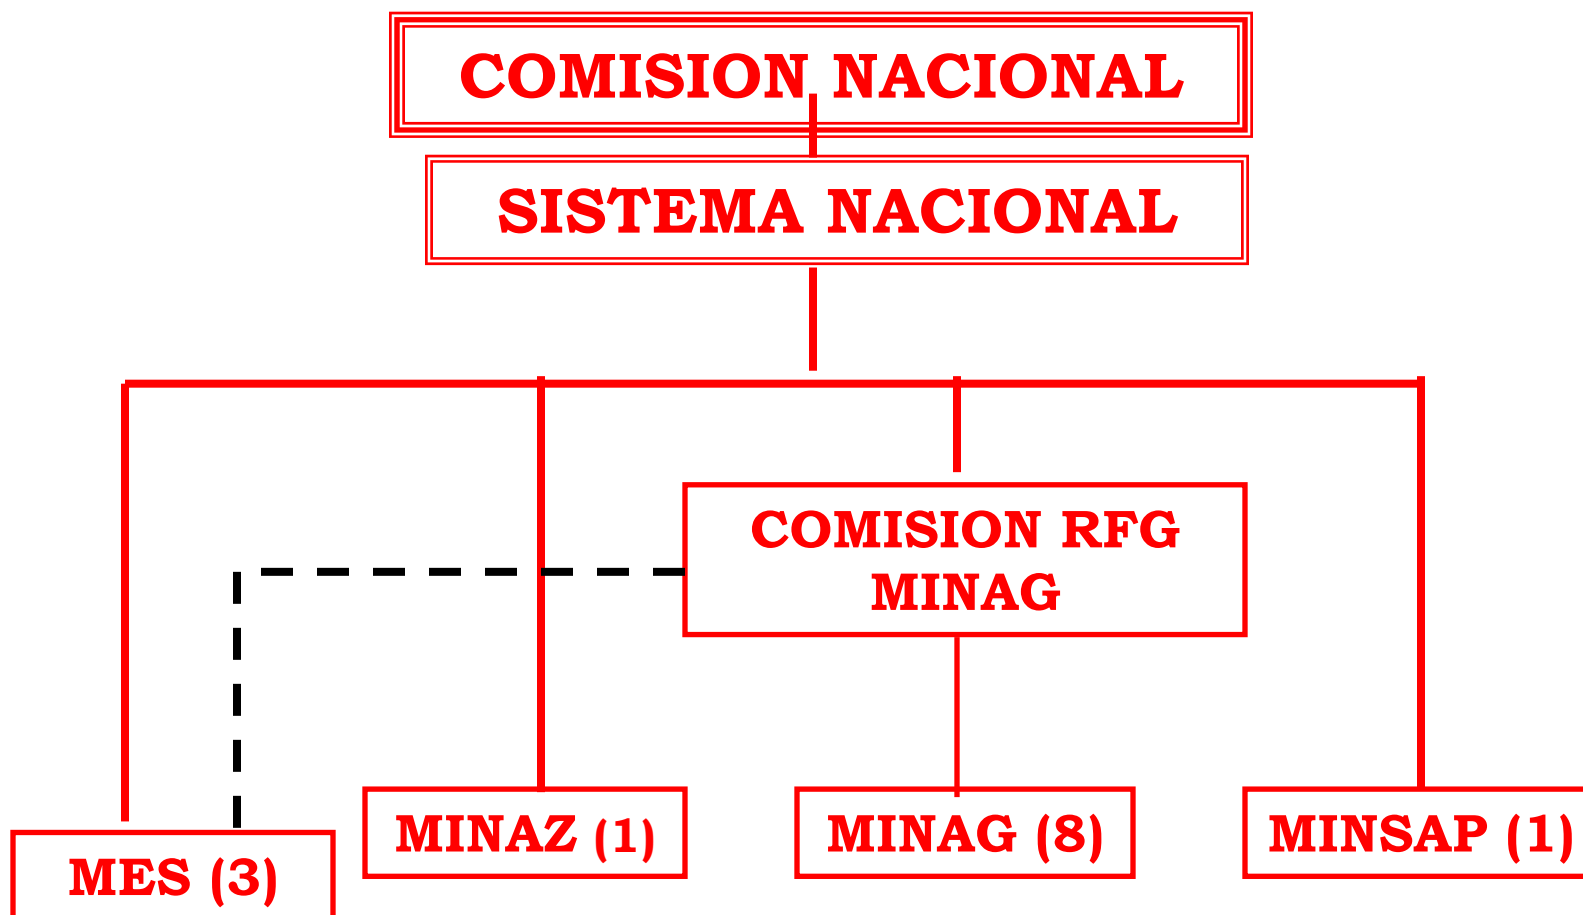 COMISION NACIONAL
SISTEMA NACIONAL
COMISION RFG
MINAG
MINAZ (1)
MINAG (8)
MINSAP (1)
MES (3)